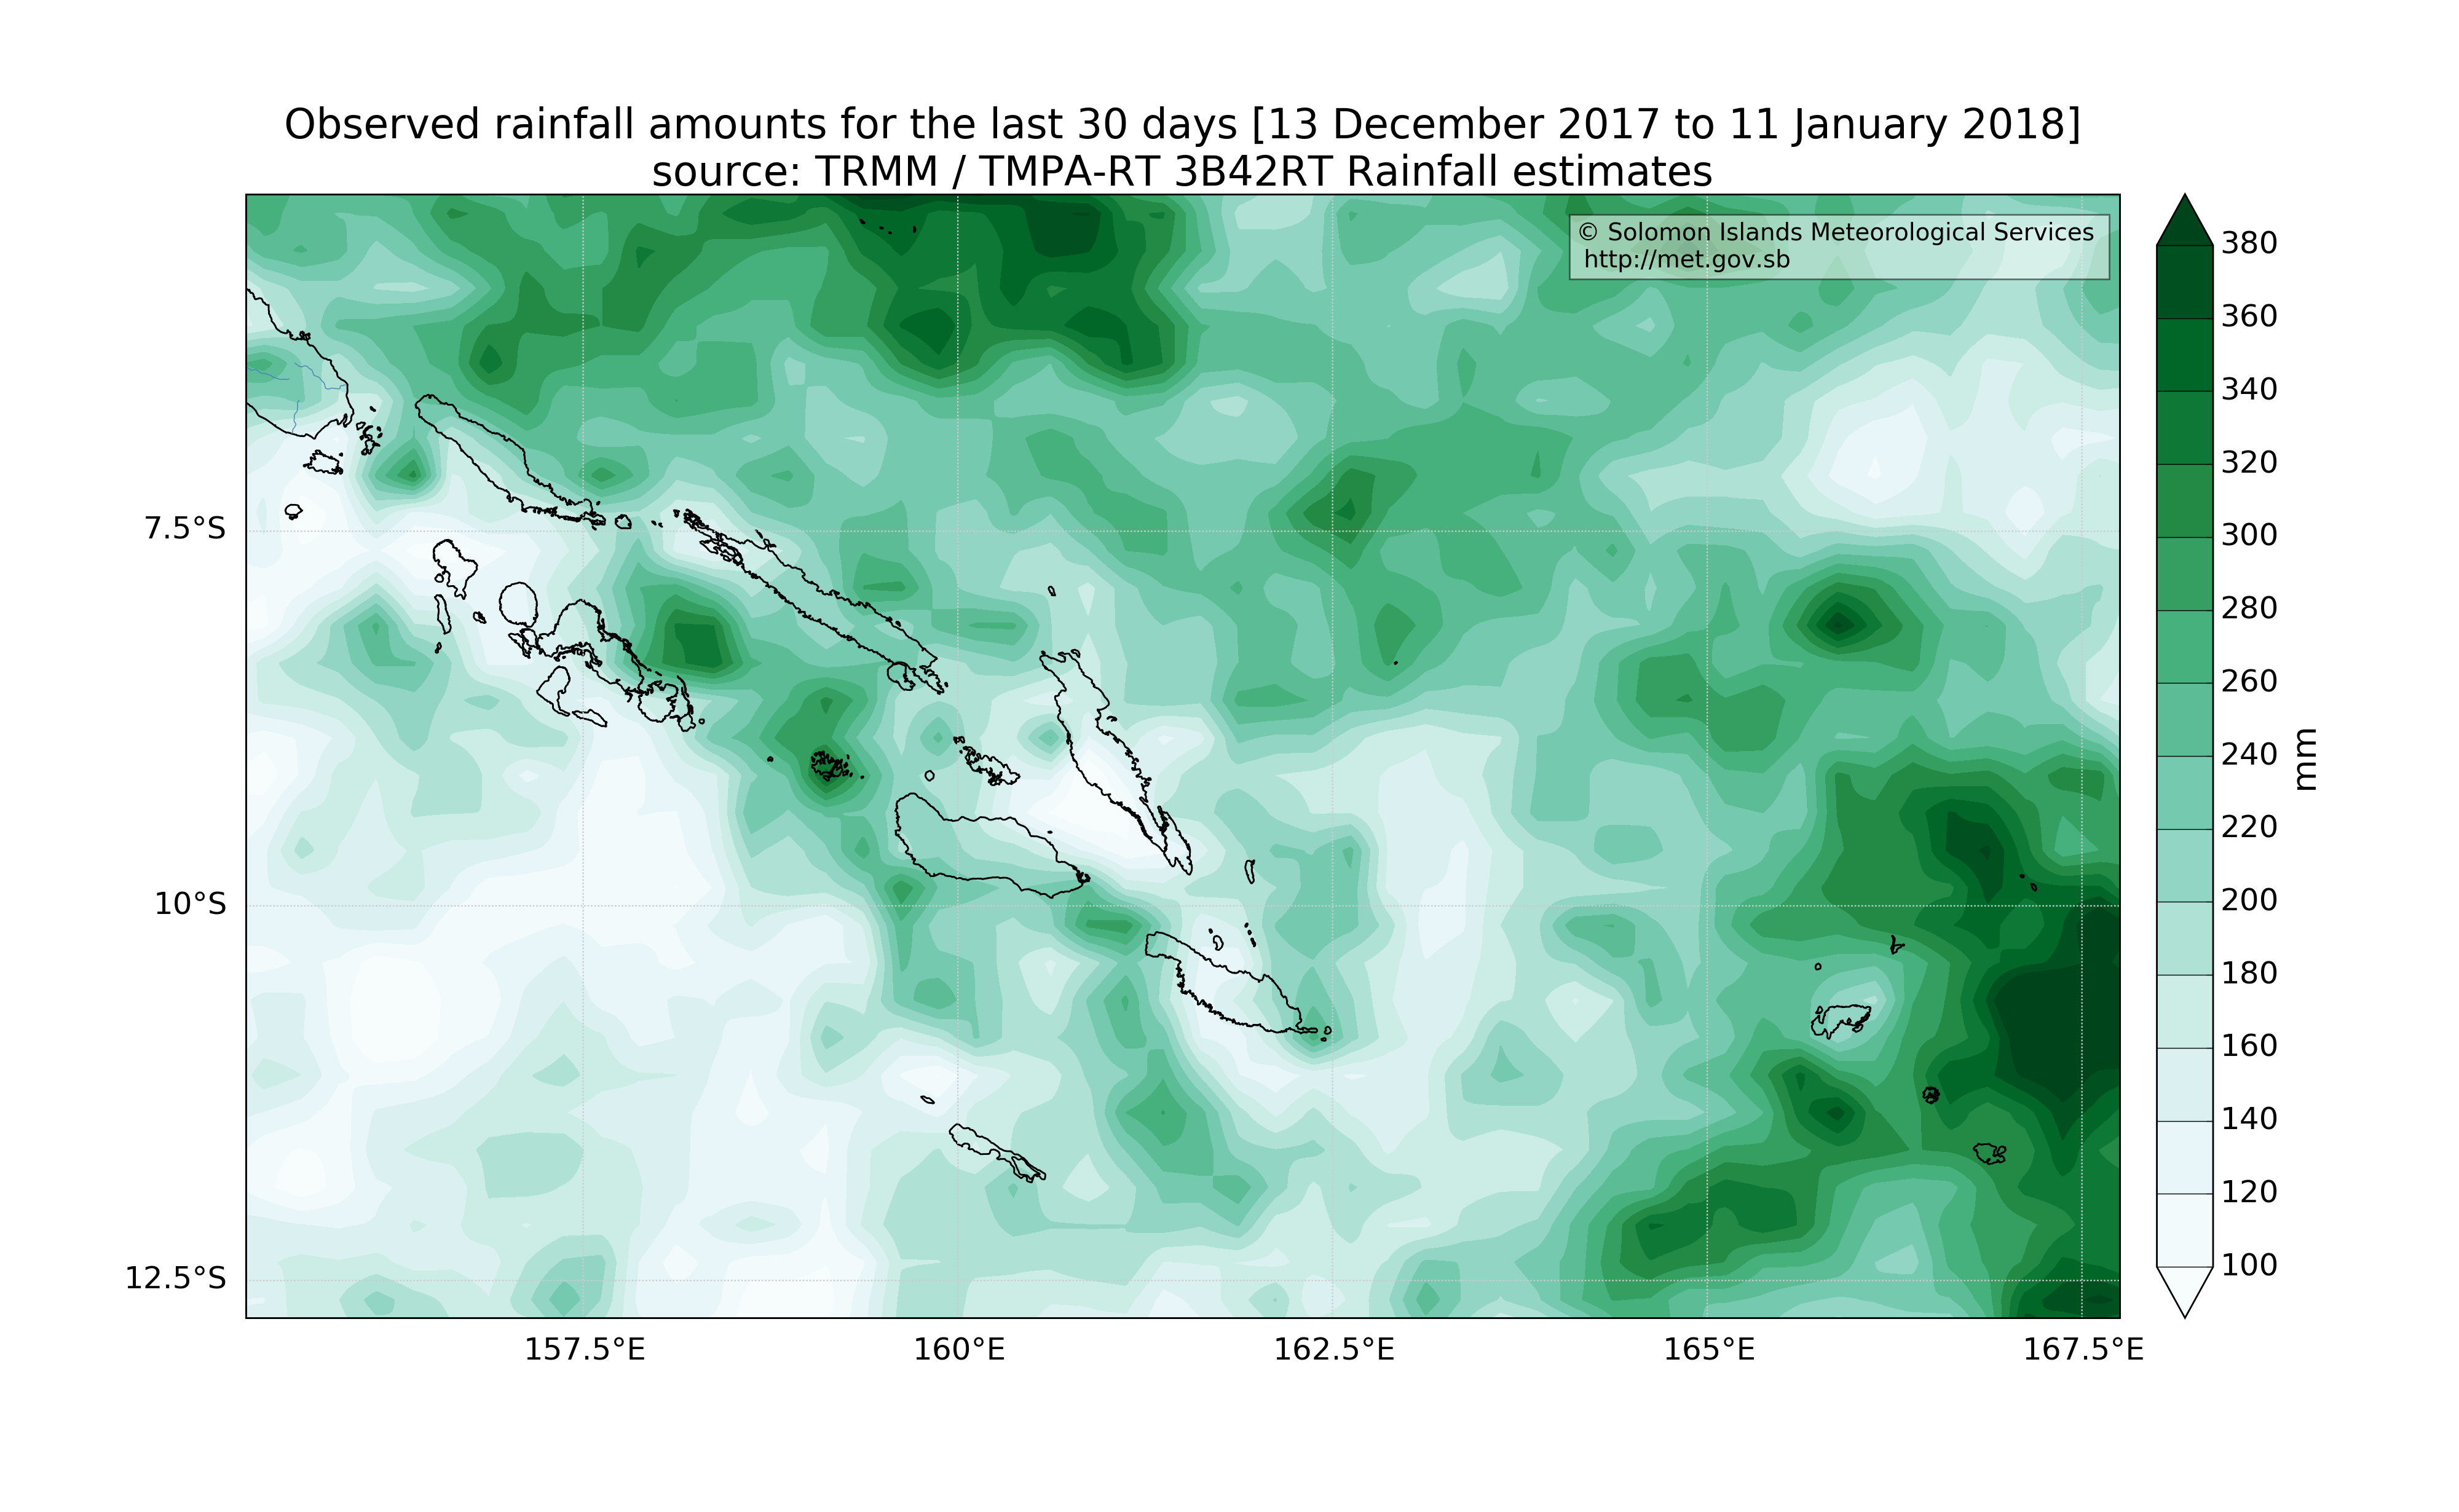 Observed rainfall amounts for the last 30 days [13 December 2017 to 11 January 2018]
source: TRMM / TMPA-RT 3B42RT Rainfall estimates
© Solomon Islands Meteorological Services
http://met.gov.sb
7.5°S
10°S
12.5°S
157.5°E
160°E
162.5°E
165°E
167.5°E
380
360
340
320
300
280
260
240
220
200
180
160
140
120
100
mm